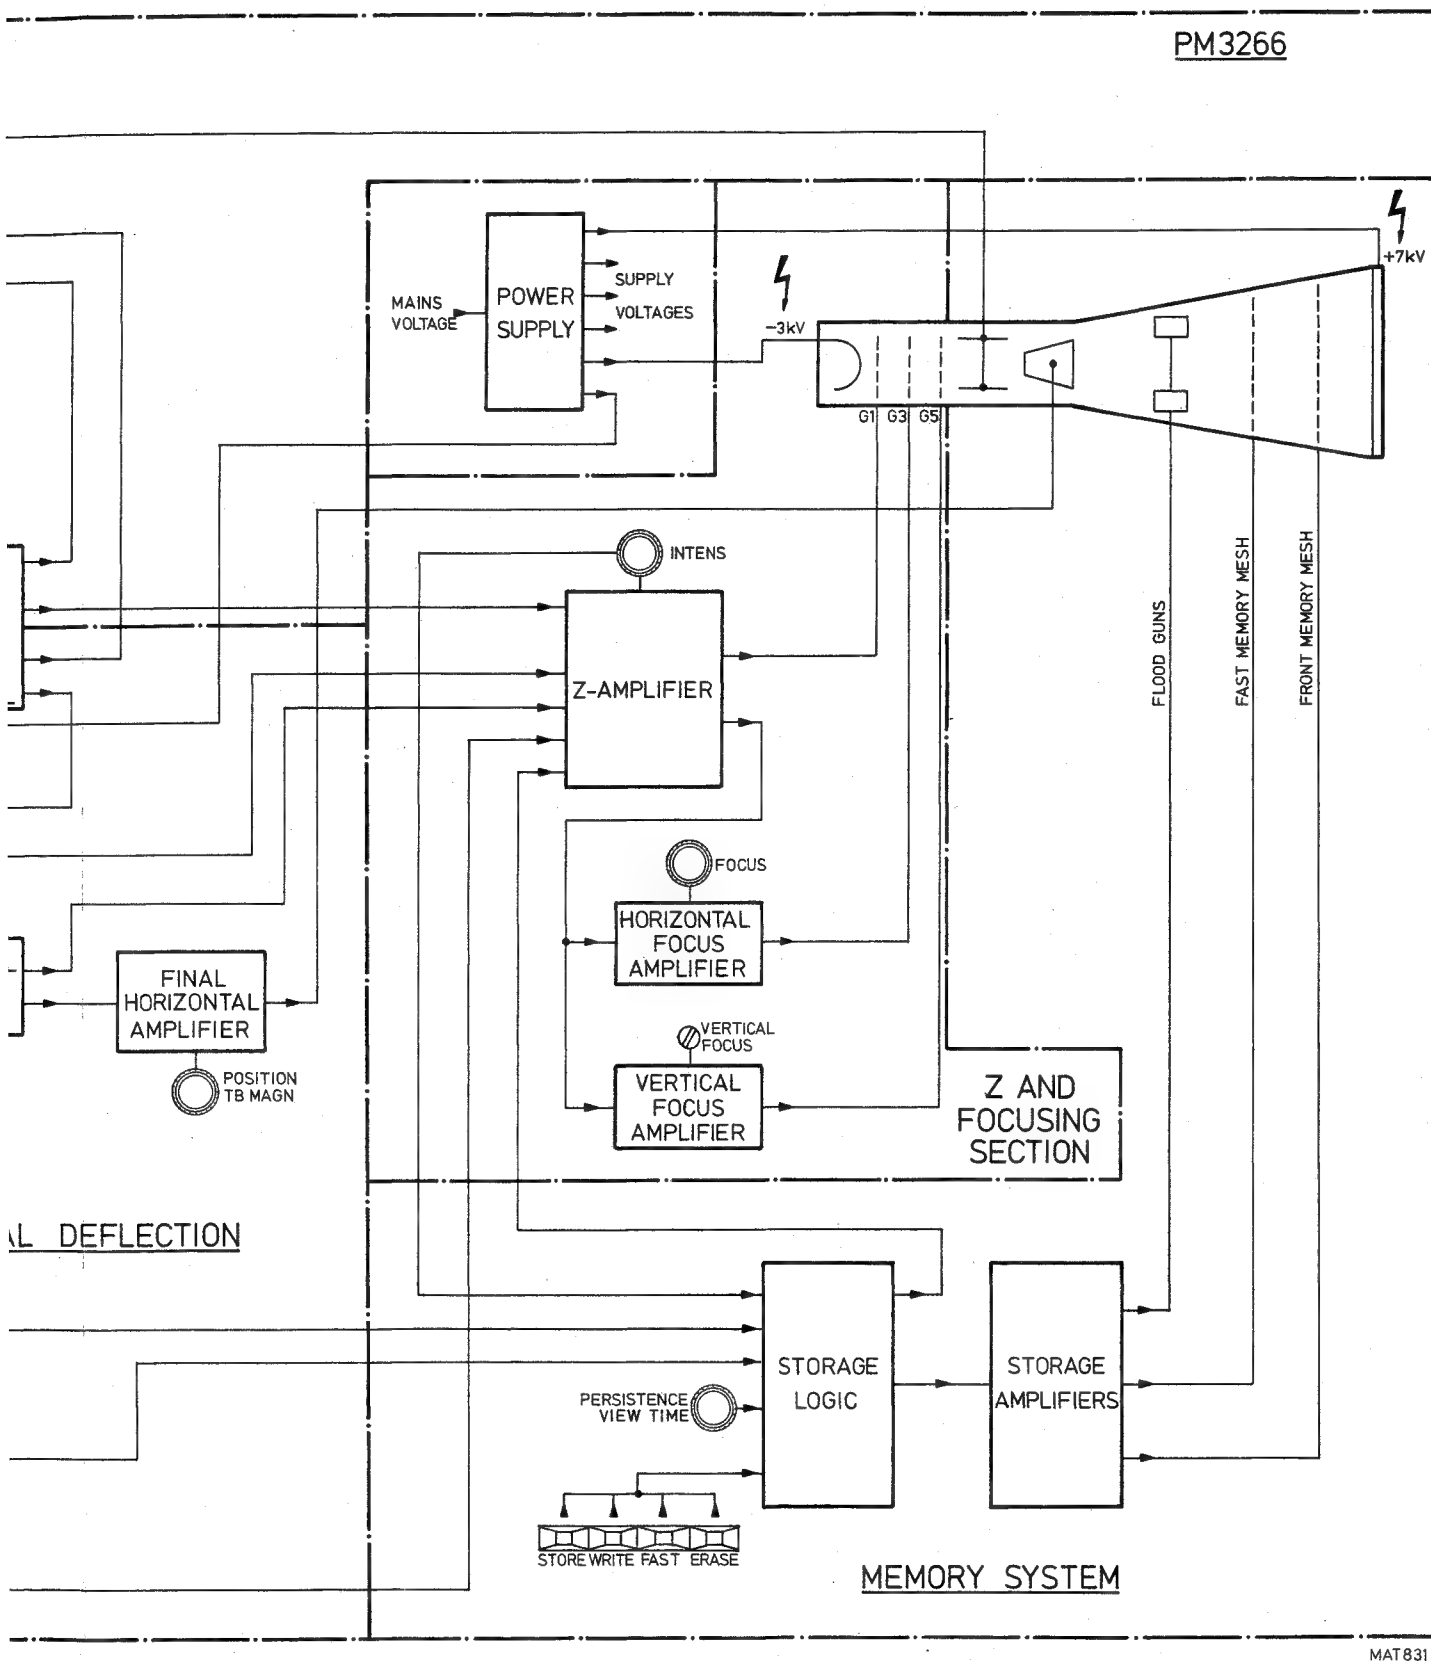 PM3266
+7kV
SUPPLY
VOLTAGES
MAINS
VOLTAGE
POWER
SUPPLY
-3kV
G1 G3 G5
INTENS
Z-AMPLIFIER
FLOOD GUNS
FAST MEMORY MESH
FRONT MEMORY MESH
FOCUS
HORIZONTAL
FOCUS
AMPLIFIER
FINAL
HORIZONTAL
AMPLIFIER
POSITION
TB MAGN
VERTICAL
FOCUS
VERTICAL
FOCUS
AMPLIFIER
Z AND
FOCUSING
SECTION
AL DEFLECTION
STORAGE
LOGIC
STORAGE
AMPLIFIERS
PERSISTENCE
VIEW TIME
STORE WRITE FAST ERASE
MEMORY SYSTEM
MAT831